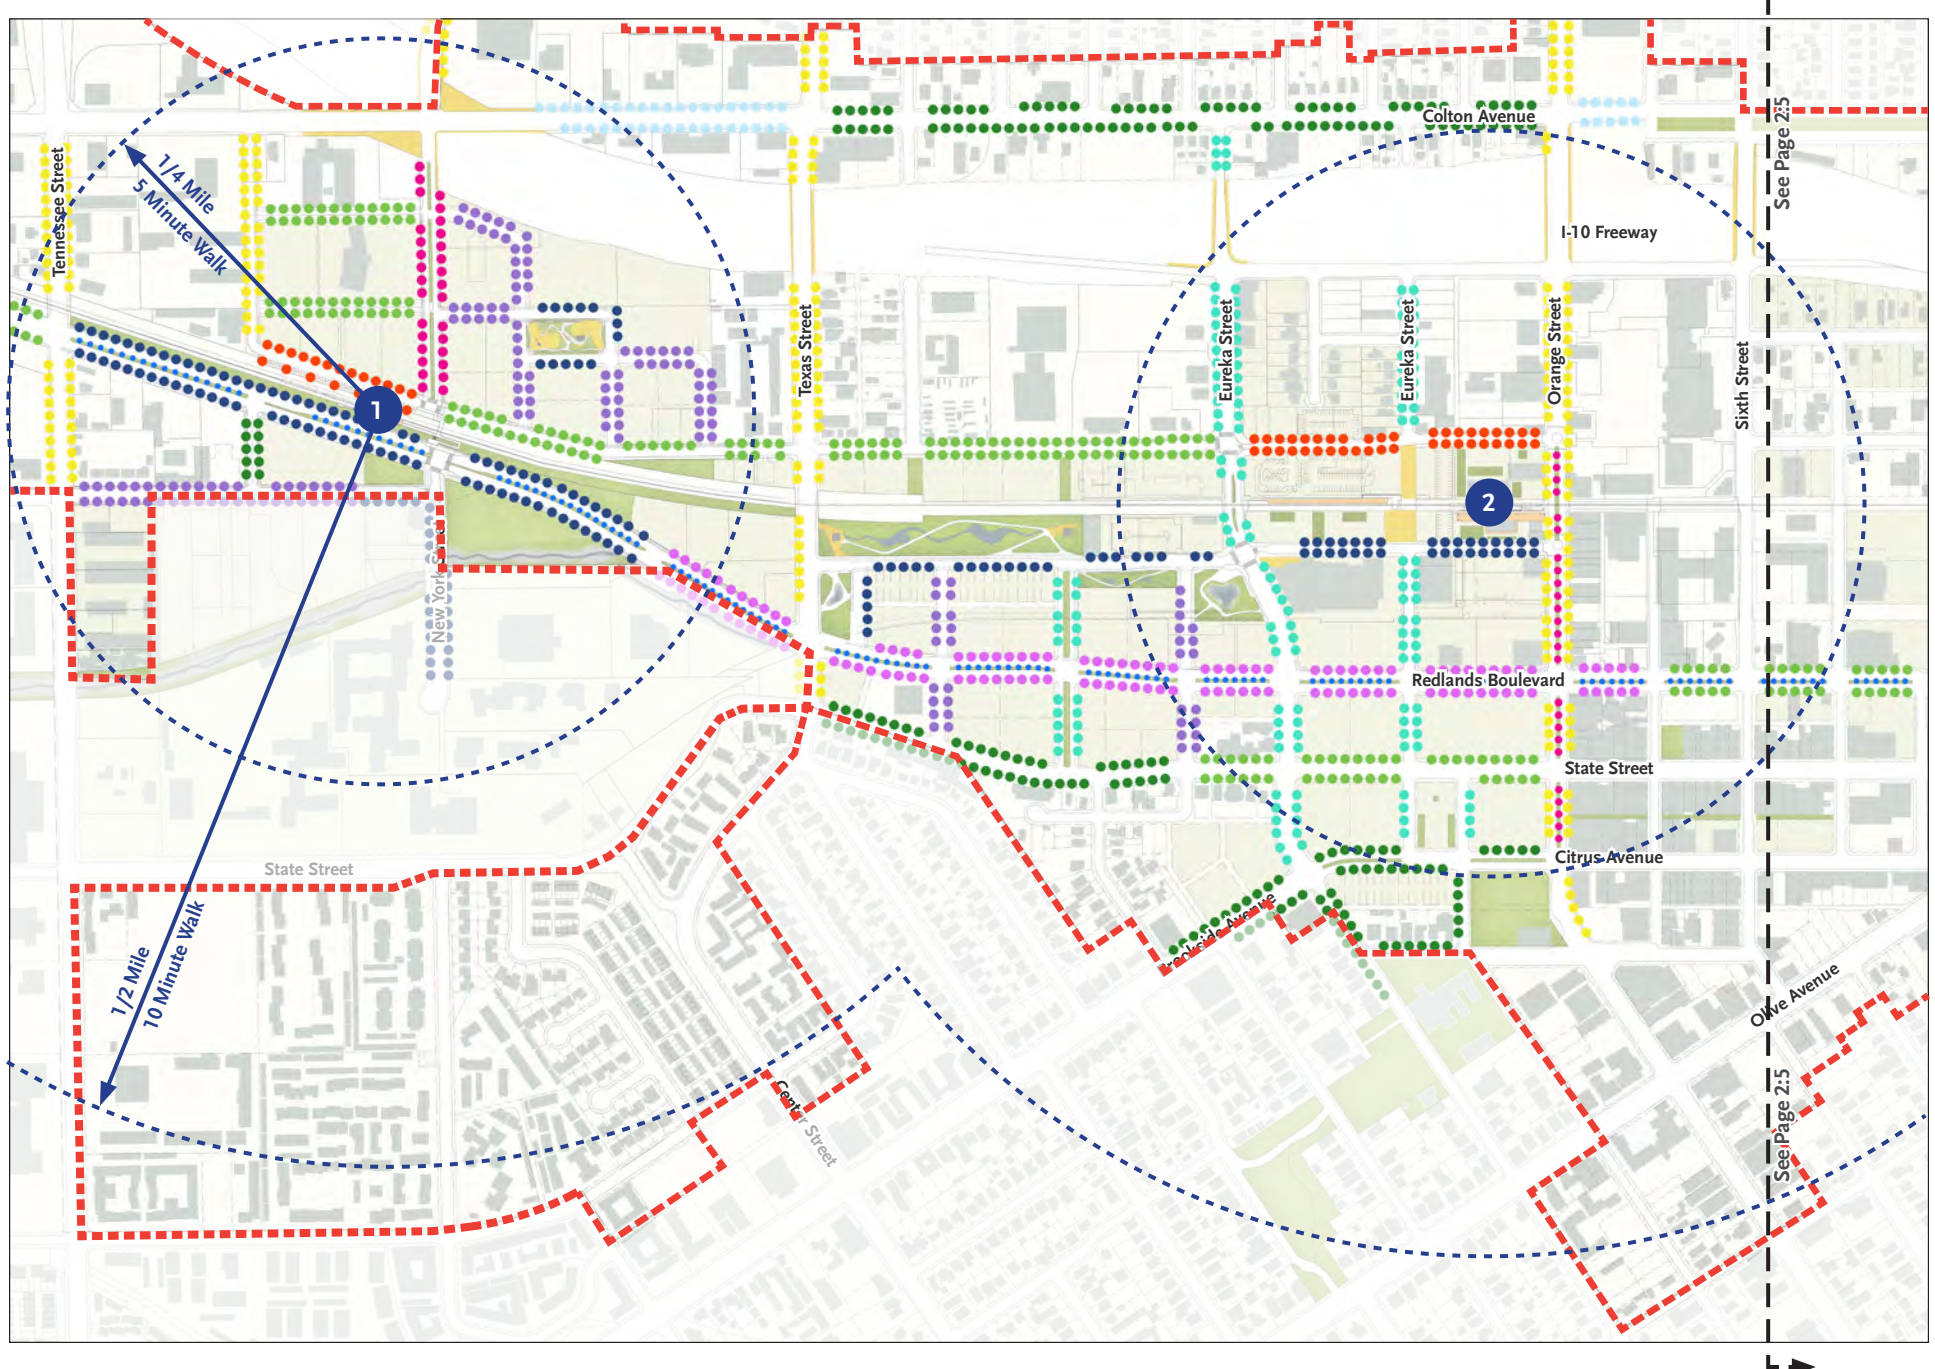 Colton Avenue
See Page 2:5
Tennessee Street
1/4 Mile
5 Minute Walk
I-10 Freeway
Texas Street
Eureka Street
Eureka Street
Orange Street
Sixth Street
1
2
New York Street
Redlands Boulevard
State Street
Citrus Avenue
State Street
Brookside Avenue
1/2 Mile
10 Minute Walk
Olive Avenue
Center Street
See Page 2:5